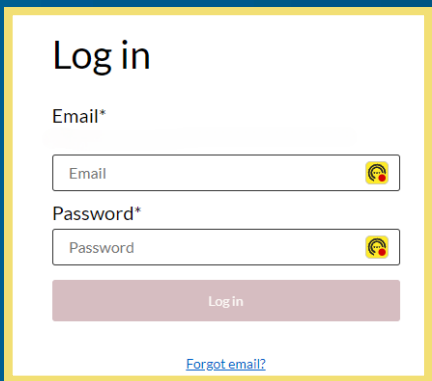 Log in
Email*
Email
Password*
Password
Log in
Forgot email?